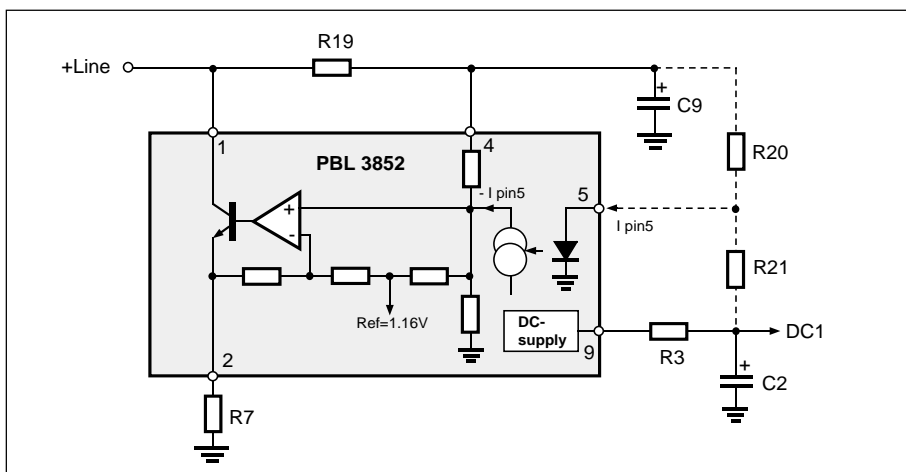 R19
+Line
+
C9
1
4
PBL 3852
R20
- I pin5
5
+
-
I pin5
R21
Ref=1.16V
DC-
supply
9
R3
DC1
2
+
C2
R7